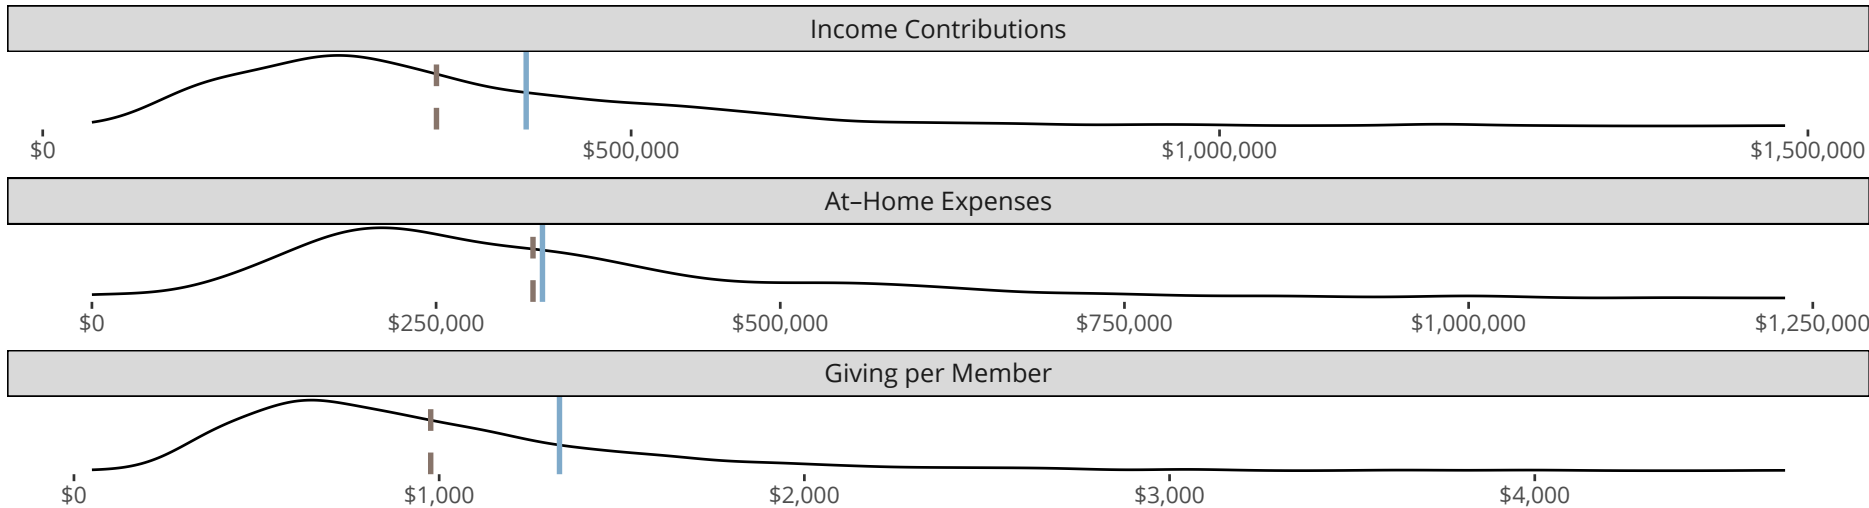 Income Contributions
$0 $500,000 $1,000,000 $1,500,000
At–Home Expenses
$0 $250,000 $500,000 $750,000 $1,000,000 $1,250,000
Giving per Member
$0 $1,000 $2,000 $3,000 $4,000